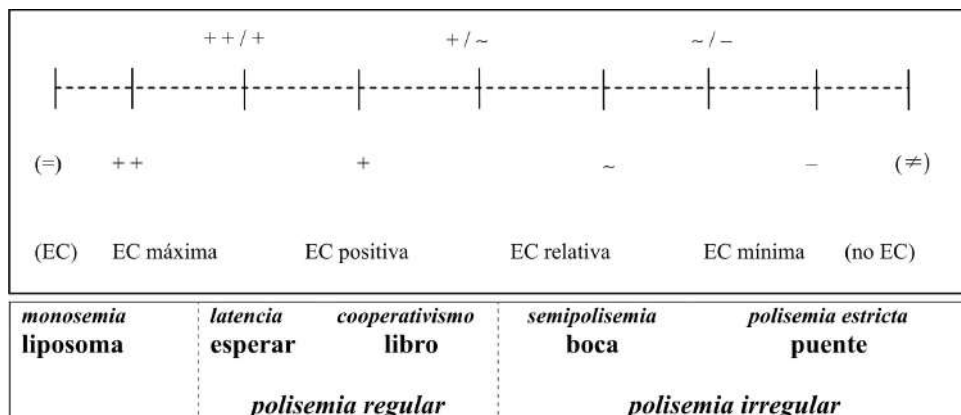 + + / + + / ~ ~ / –
(=) + + + ~ – (≠)
(EC) EC máxima EC positiva EC relativa EC mínima (no EC)
monosemia latencia cooperativismo semipolisemia polisemia estricta
liposoma esperar libro boca puente
polisemia regular polisemia irregular